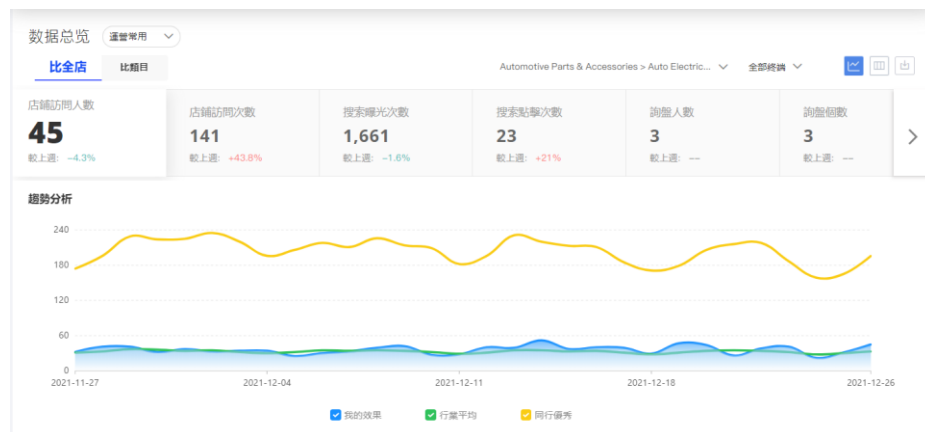 数据总览 運營常用
比全店 比類目 Automotive Parts & Accessories > Auto Electric... 全部終端
店鋪訪問人數 店鋪訪問次數 搜索曝光次數 搜索點擊次數 詢盤人數 詢盤個數
45 141 1,661 23 3 3
較上週: -4.3% 較上週: +43.8% 較上週: -1.6% 較上週: +21% 較上週: -- 較上週: --
趨勢分析
240
180
120
60
0
2021-11-27 2021-12-04 2021-12-11 2021-12-18 2021-12-26
我的效果 行業平均 同行優秀